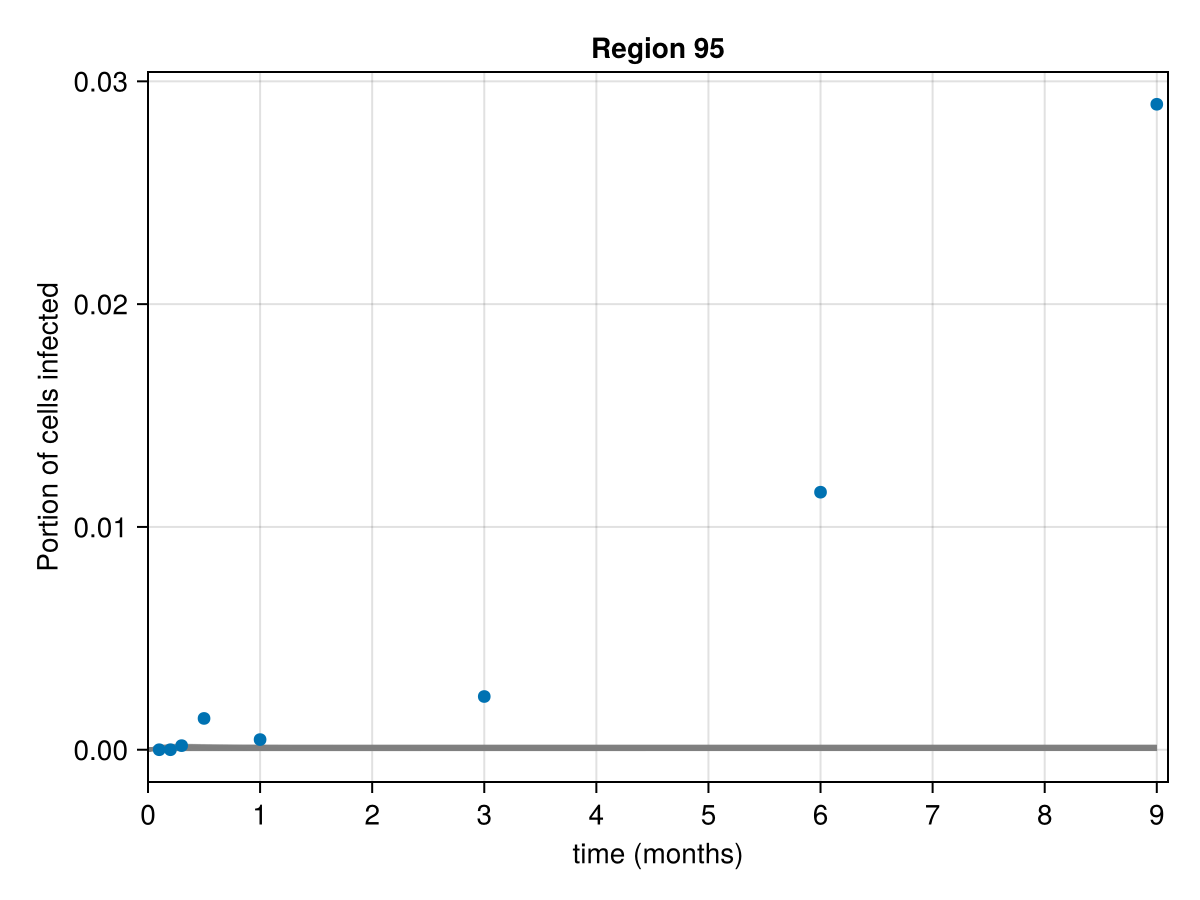 Region 95
Portion of cells infected
0.03
0.02
0.01
0.00
0 1 2 3 4 5 6 7 8 9
time (months)